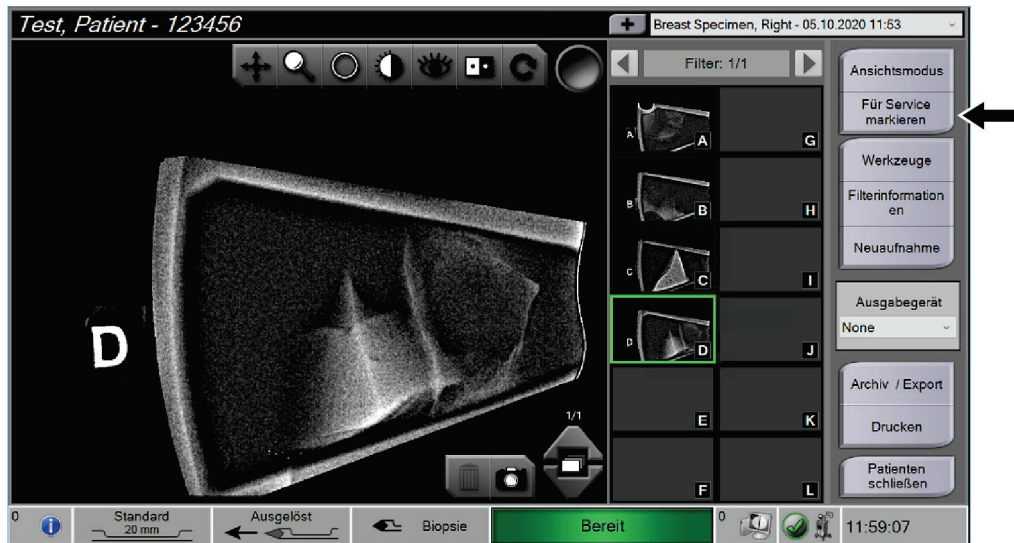 Test, Patient - 123456
Breast Specimen, Right - 05.10.2020 11:53
Filter: 1/1
Ansichtsmodus
Für Service
markieren
Werkzeuge
Filterinformation
en
Neuaufnahme
Ausgabegerät
None
Archiv / Export
Drucken
Patienten
schließen
A A G
B B H
C C I
D D J
E K
F L
D
1/1
0
Standard
20 mm
Ausgelöst
Biopsie
Bereit
0
11:59:07